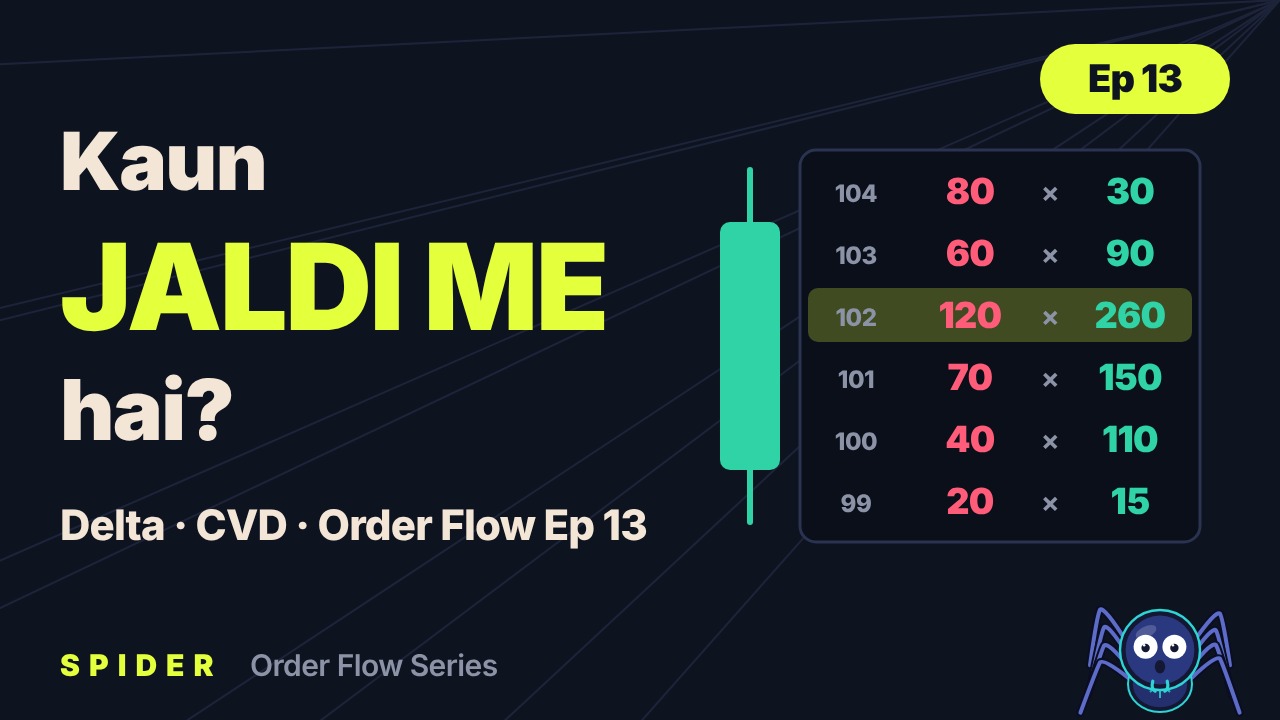 Ep 13
Kaun
JALDI ME
hai?
Delta · CVD · Order Flow Ep 13
104 80 × 30
103 60 × 90
102 120 × 260
101 70 × 150
100 40 × 110
99 20 × 15
SPIDER Order Flow Series